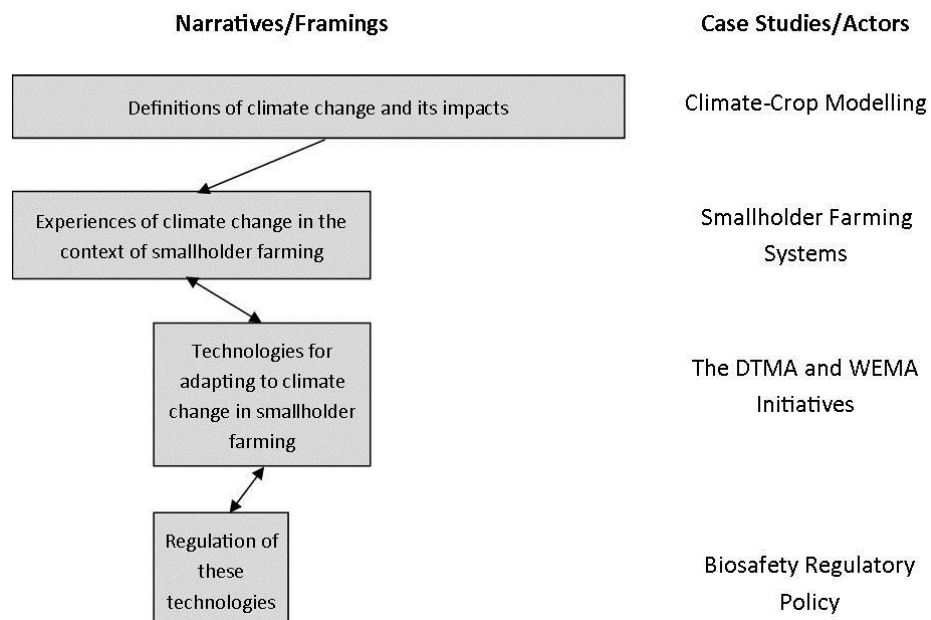 Narratives/Framings
Case Studies/Actors
Definitions of climate change and its impacts
Climate-Crop Modelling
Experiences of climate change in the
context of smallholder farming
Smallholder Farming
Systems
Technologies for
adapting to climate
change in smallholder
farming
The DTMA and WEMA
Initiatives
Regulation of
these
technologies
Biosafety Regulatory
Policy